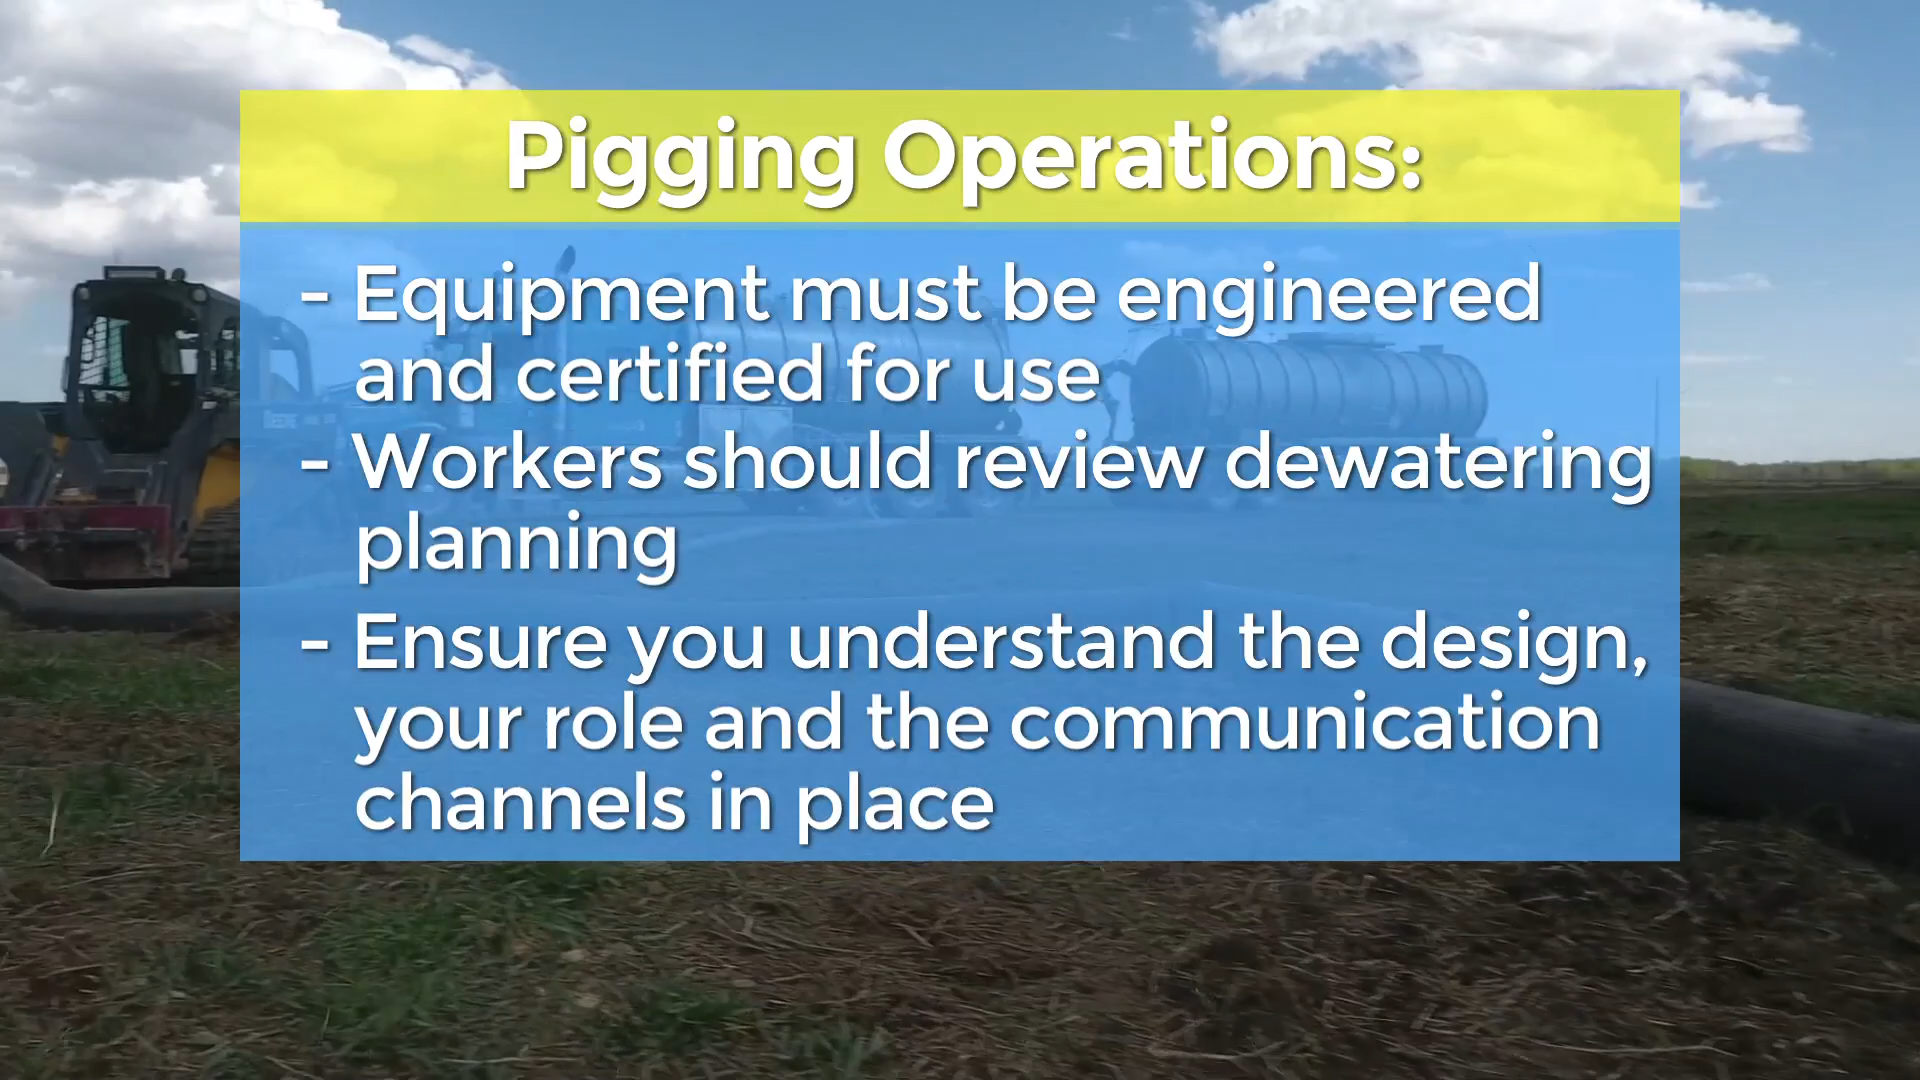 Pigging Operations:
- Equipment must be engineered
and certified for use
- Workers should review dewatering
planning
- Ensure you understand the design,
your role and the communication
channels in place